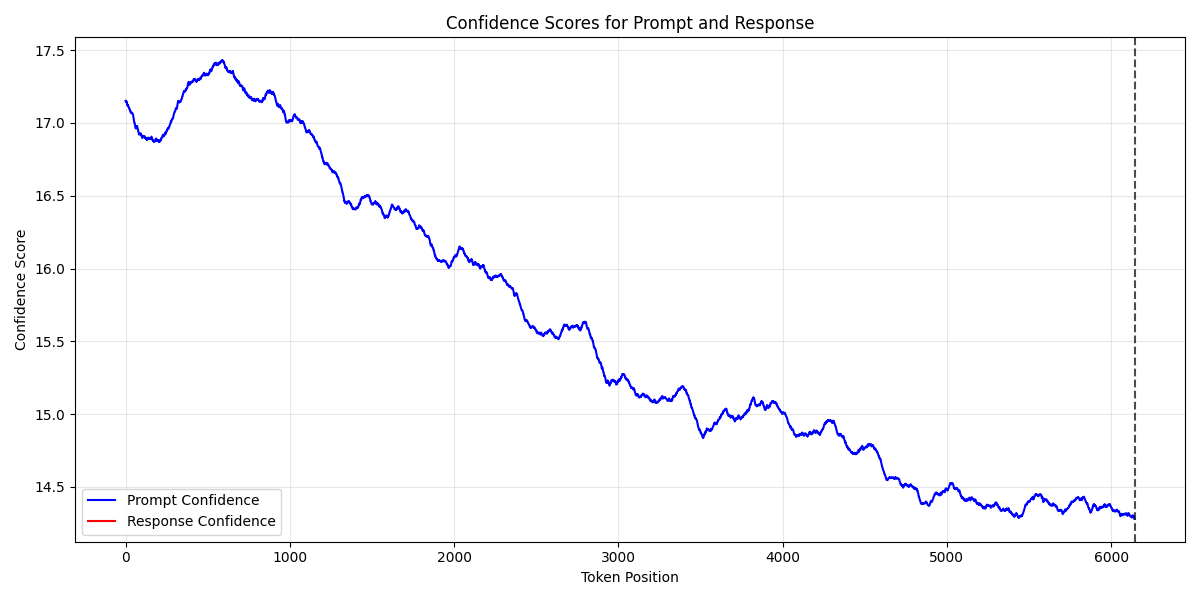 Confidence Scores for Prompt and Response
Confidence Score
17.5
17.0
16.5
16.0
15.5
15.0
14.5
Prompt Confidence
Response Confidence
0 1000 2000 3000 4000 5000 6000
Token Position